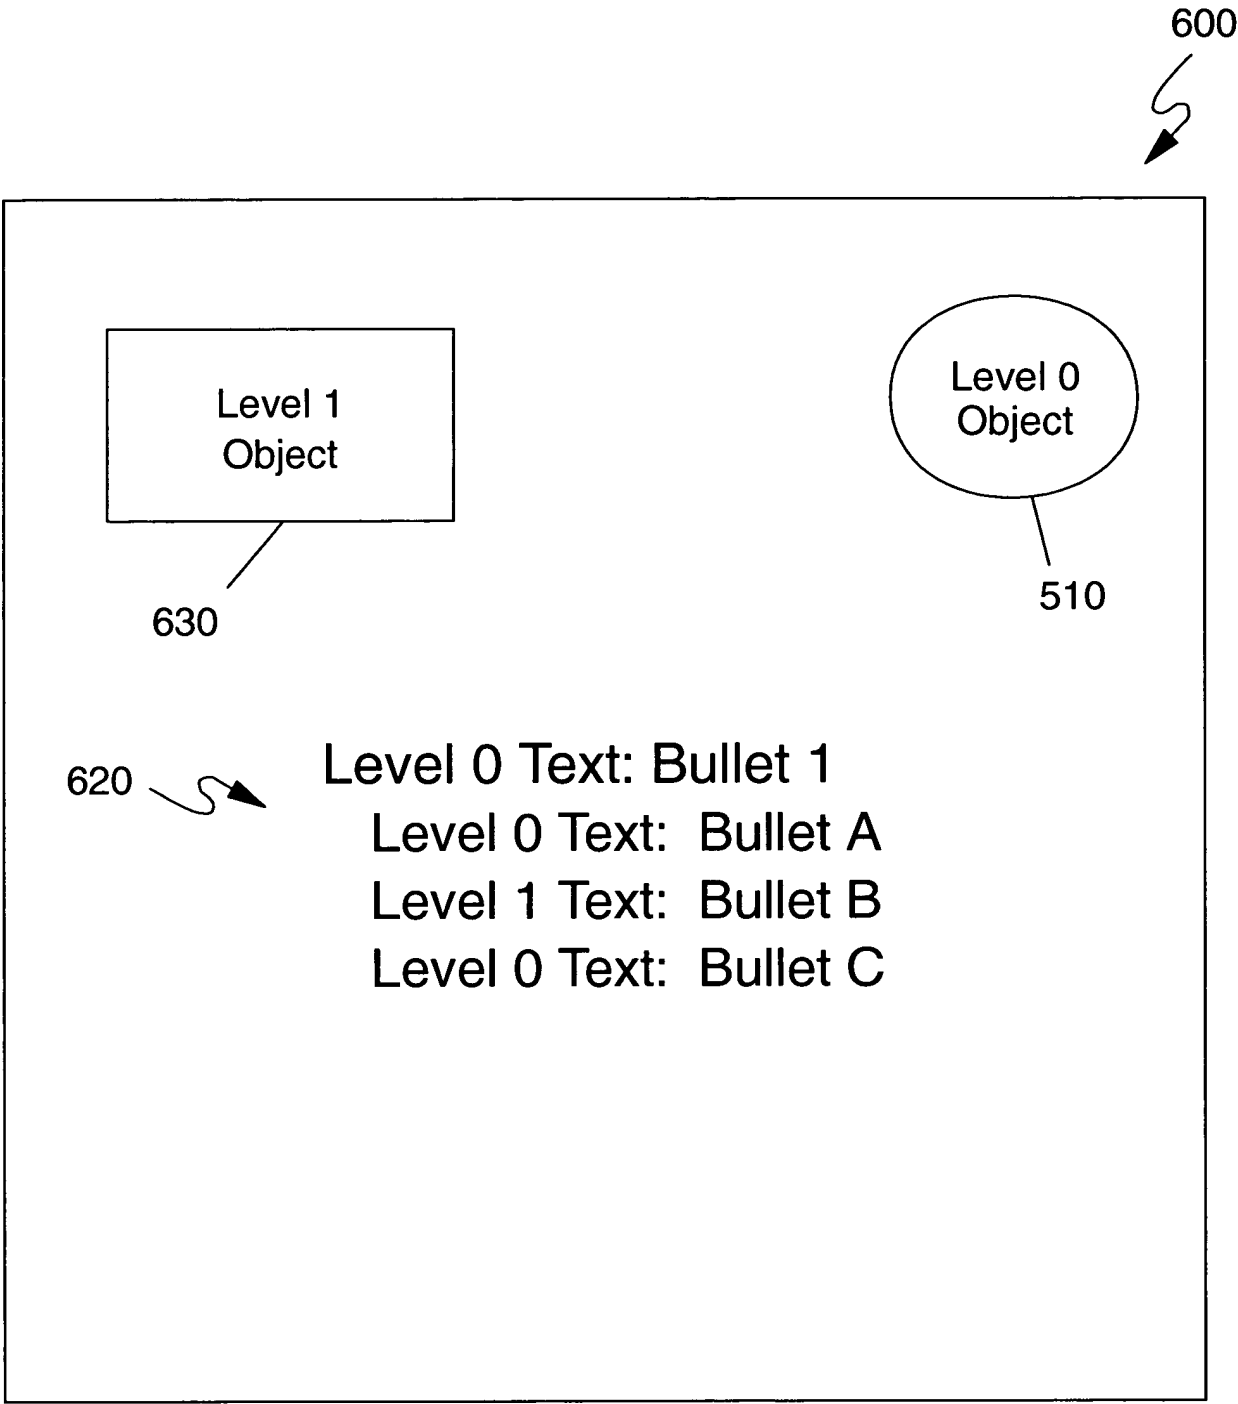 600
Level 1
Object
Level 0
Object
630
510
620
Level 0 Text: Bullet 1
Level 0 Text: Bullet A
Level 1 Text: Bullet B
Level 0 Text: Bullet C